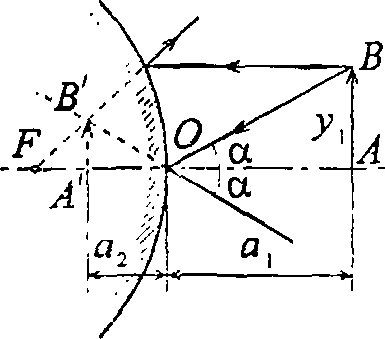 B
B′
O
α
y₁
F
A
A′
α
a₂
a₁